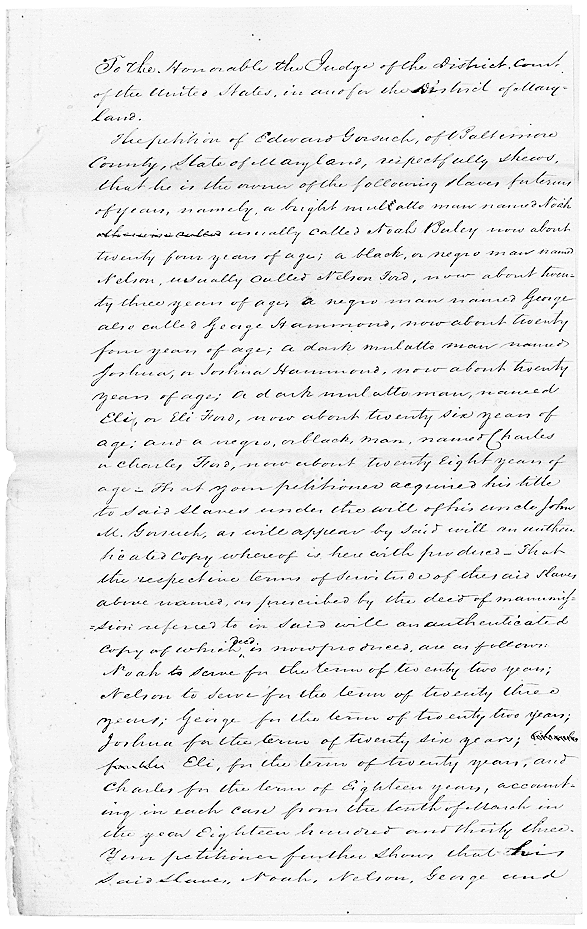 To the Honorable the Judge of the District Court
of the United States, in and for the District of Mary-
land.
The petition of Edward Gorsuch, of Baltimore
County, State of Maryland, respectfully shews,
that he is the owner of the following slaves for terms
of years, namely, a bright mulatto man named Noah
usually called Noah Buley now about
twenty four years of age; a black, or negro man named
Nelson, usually called Nelson Ford, now about twen-
ty three years of age, a negro man named George
also called George Hammond, now about twenty
four years of age; a dark mulatto man named
Joshua, or Joshua Hammond, now about twenty
years of age; a dark mulatto man, named
Eli, or Eli Ford, now about twenty six years of
age; and a negro, or black, man, named Charles
or Charles Ford, now about twenty Eight years of
age – That your petitioner acquired his title
to said slaves under the will of his uncle John
M. Gorsuch, as will appear by said will an authen
ticated copy whereof is herewith produced – That
the respective terms of servitude of the said slaves
above named, as prescribed by the deed of manumis=
=sion referred to in said will an authenticated
copy of which deed is now produced, are as follows:
Noah to serve for the term of twenty two years;
Nelson to serve for the term of twenty three
years; George for the term of twenty two years;
Joshua for the term of twenty six years;
Eli, for the term of twenty years, and
Charles for the term of Eighteen years, account-
ing in each case from the tenth of March in
the year Eighteen hundred and thirty three.
Your petitioner further shows that his
said slaves, Noah, Nelson, George and